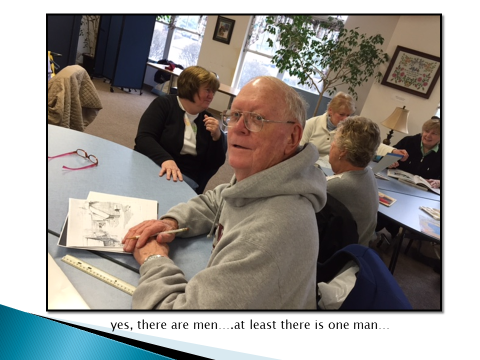 yes, there are men….at least there is one man…